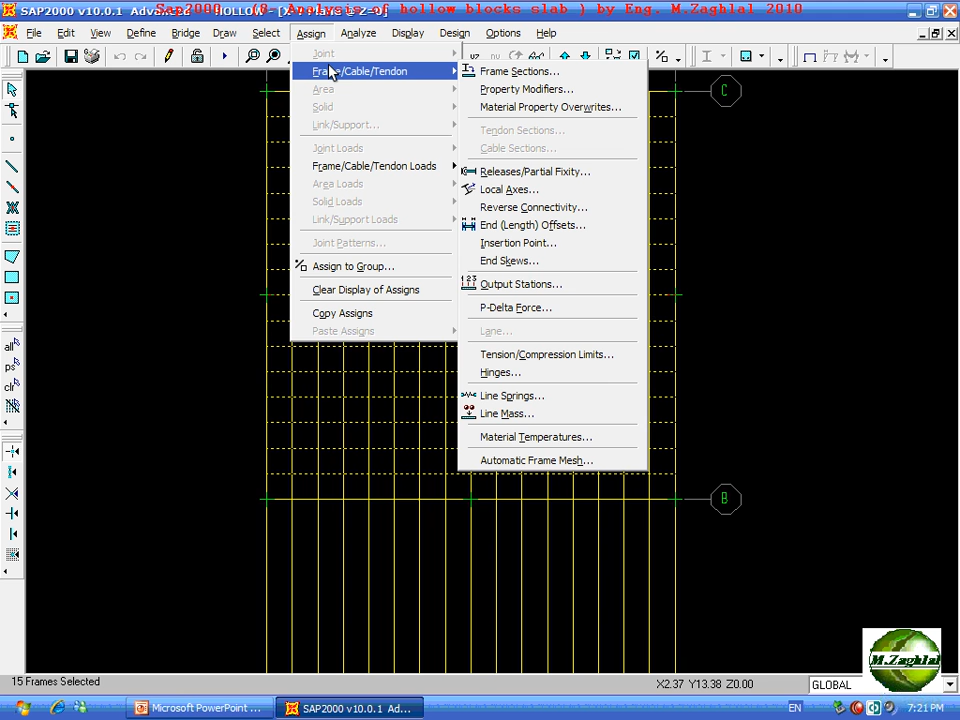 SAP2000 v10.0.1 Advanced HOLLOW - [X-Y Plane @ Z=0]
Sap2000 (8- Analysis of hollow blocks slab ) by Eng. M.Zaghlal 2010
File Edit View Define Bridge Draw Select Assign Analyze Display Design Options Help
Joint
Frame/Cable/Tendon
Area
Solid
Link/Support...
Joint Loads
Frame/Cable/Tendon Loads
Area Loads
Solid Loads
Link/Support Loads
Joint Patterns...
Assign to Group...
Clear Display of Assigns
Copy Assigns
Paste Assigns
Frame Sections...
Property Modifiers...
Material Property Overwrites...
Tendon Sections...
Cable Sections...
Releases/Partial Fixity...
Local Axes...
Reverse Connectivity...
End (Length) Offsets...
Insertion Point...
End Skews...
Output Stations...
P-Delta Force...
Lane...
Tension/Compression Limits...
Hinges...
Line Springs...
Line Mass...
Material Temperatures...
Automatic Frame Mesh...
all
ps
clr
C
B
M.Zaghlal
15 Frames Selected
X2.37 Y13.38 Z0.00
GLOBAL
Microsoft PowerPoint ...
SAP2000 v10.0.1 Ad...
EN
7:21 PM